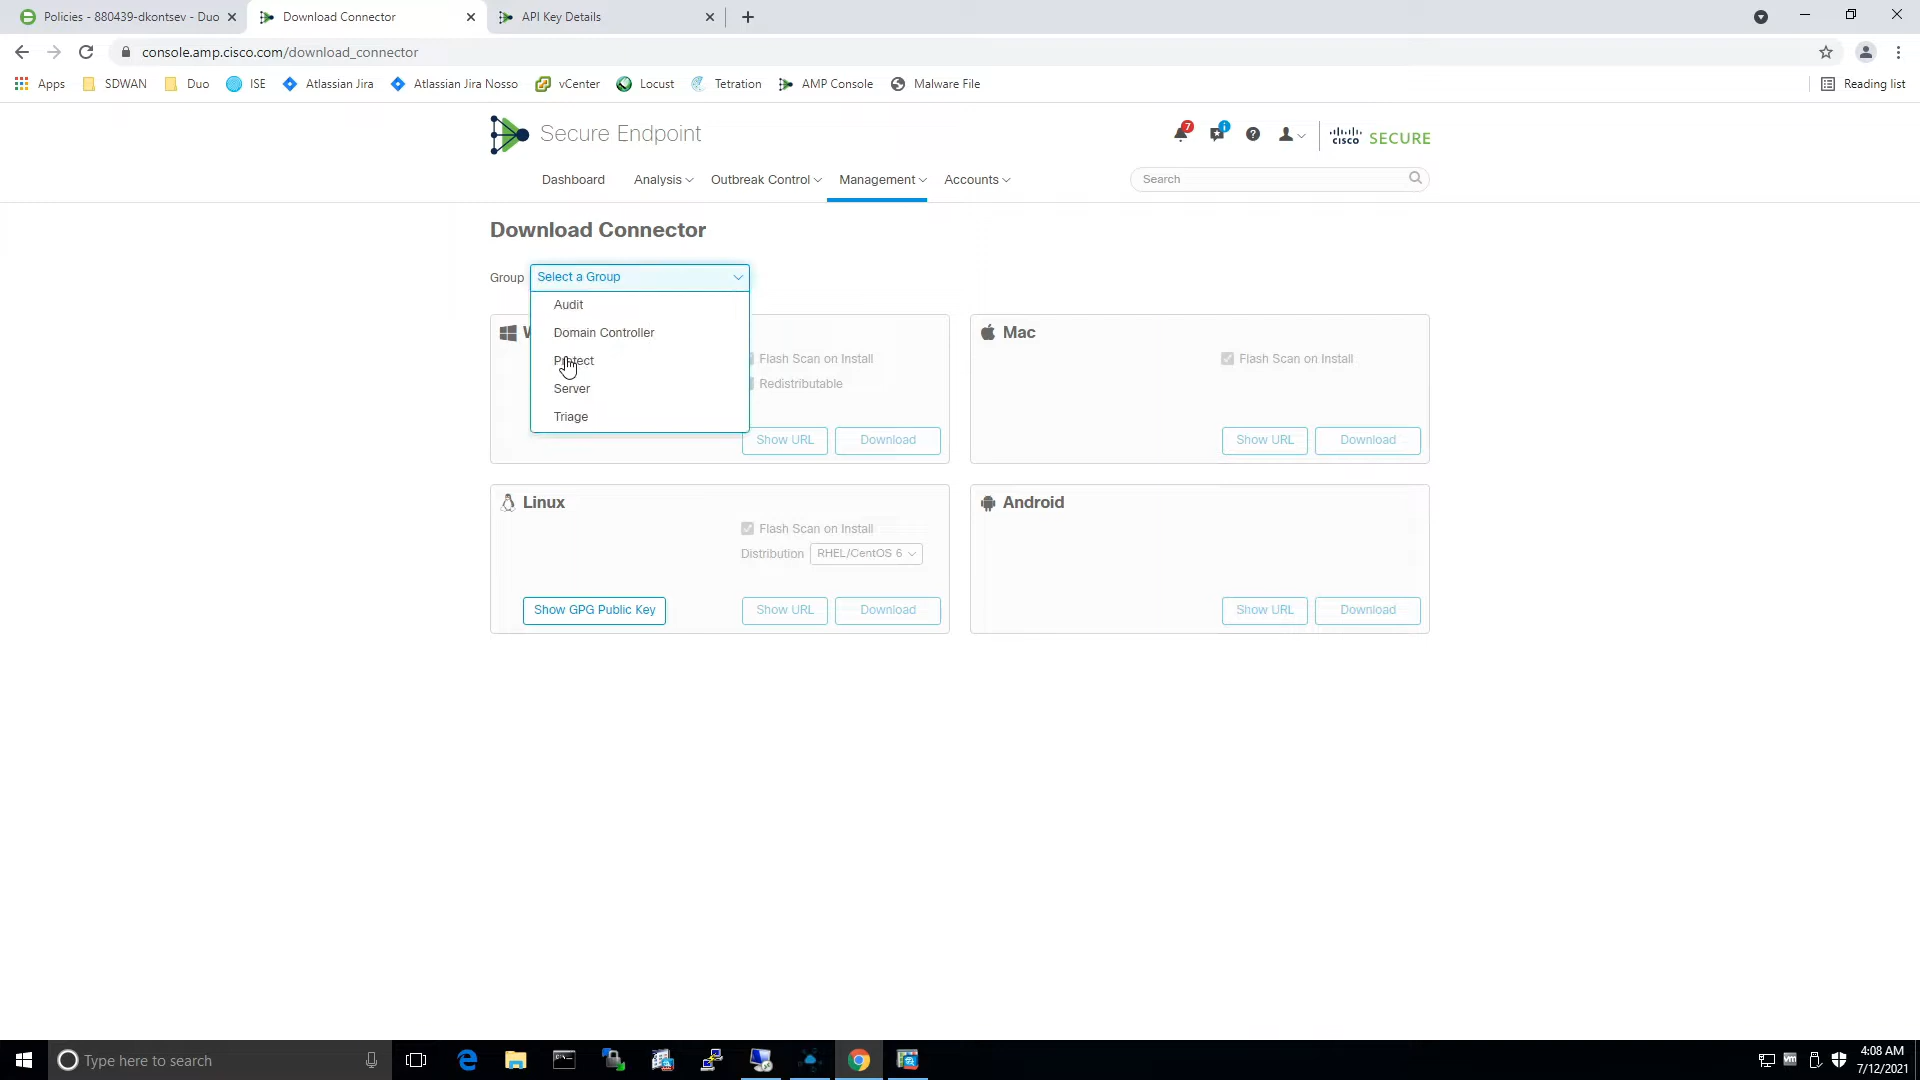 Policies - 880439-dkontsev - Duo
Download Connector
API Key Details
console.amp.cisco.com/download_connector
Apps
SDWAN
Duo
ISE
Atlassian Jira
Atlassian Jira Nosso
vCenter
Locust
Tetration
AMP Console
Malware File
Reading list
Secure Endpoint
7
cisco SECURE
Dashboard
Analysis
Outbreak Control
Management
Accounts
Search
Download Connector
Group
Select a Group
Audit
Domain Controller
Protect
Server
Triage
Flash Scan on Install
Redistributable
Show URL
Download
Mac
Flash Scan on Install
Show URL
Download
Linux
Flash Scan on Install
Distribution
RHEL/CentOS 6
Show GPG Public Key
Show URL
Download
Android
Show URL
Download
Type here to search
vm
4:08 AM
7/12/2021